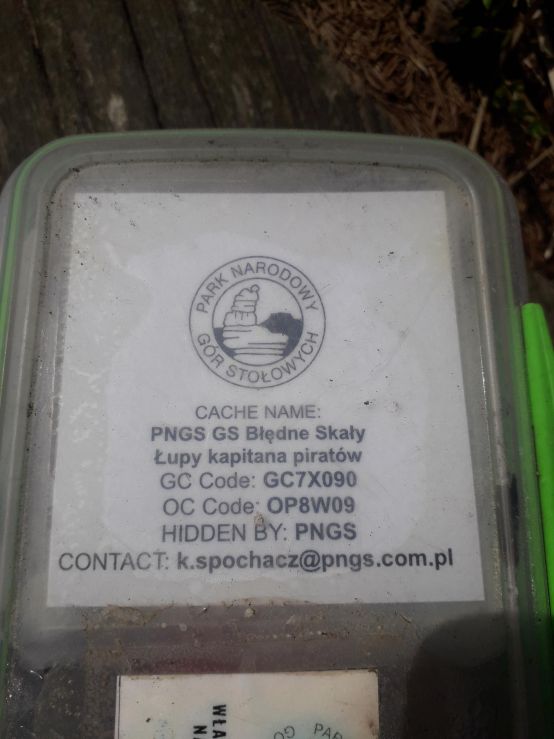 PARK NARODOWY
GÓR STOŁOWYCH
CACHE NAME:
PNGS GS Błędne Skały
Łupy kapitana piratów
GC Code: GC7X090
OC Code: OP8W09
HIDDEN BY: PNGS
CONTACT: k.spochacz@pngs.com.pl